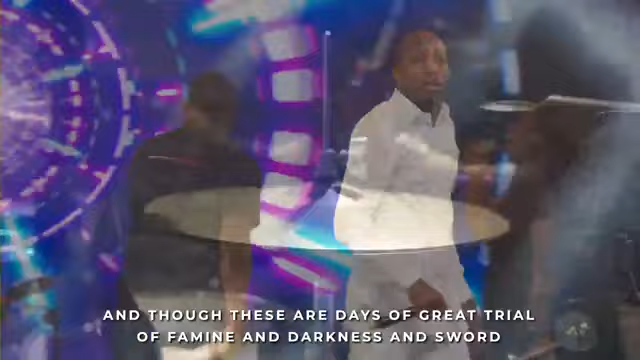 AND THOUGH THESE ARE DAYS OF GREAT TRIAL
OF FAMINE AND DARKNESS AND SWORD